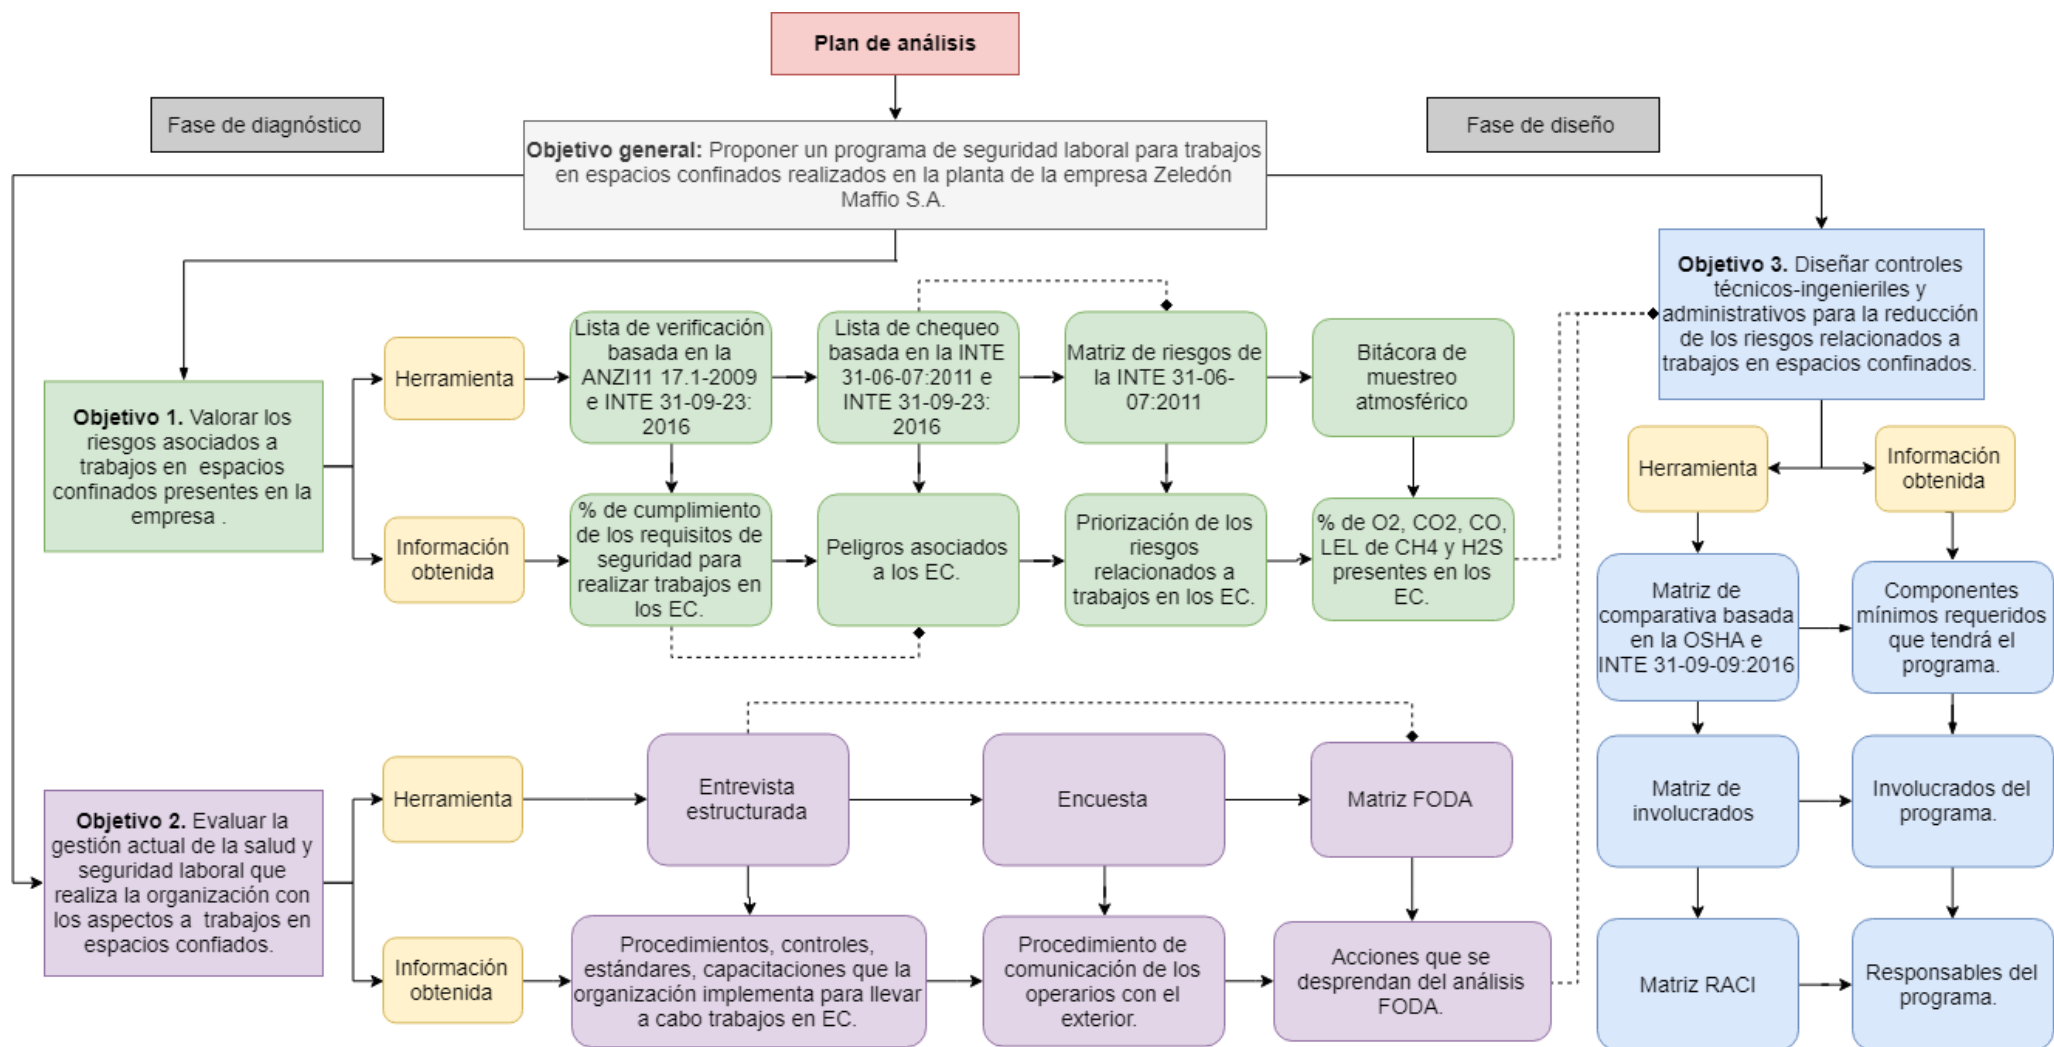 Plan de análisis
Fase de diagnóstico
Fase de diseño
Objetivo general: Proponer un programa de seguridad laboral para trabajos
en espacios confinados realizados en la planta de la empresa Zeledón
Maffio S.A.
Objetivo 1. Valorar los
riesgos asociados a
trabajos en espacios
confinados presentes en la
empresa .
Herramienta
Lista de verificación
basada en la
ANZI11 17.1-2009
e INTE 31-09-23:
2016
Lista de chequeo
basada en la INTE
31-06-07:2011 e
INTE 31-09-23:
2016
Matriz de riesgos de
la INTE 31-06-
07:2011
Bitácora de
muestreo
atmosférico
Información
obtenida
% de cumplimiento
de los requisitos de
seguridad para
realizar trabajos en
los EC.
Peligros asociados
a los EC.
Priorización de los
riesgos
relacionados a
trabajos en los EC.
% de O2, CO2, CO,
LEL de CH4 y H2S
presentes en los
EC.
Objetivo 2. Evaluar la
gestión actual de la salud y
seguridad laboral que
realiza la organización con
los aspectos a trabajos en
espacios confiados.
Herramienta
Entrevista
estructurada
Encuesta
Matriz FODA
Información
obtenida
Procedimientos, controles,
estándares, capacitaciones que la
organización implementa para llevar
a cabo trabajos en EC.
Procedimiento de
comunicación de los
operarios con el
exterior.
Acciones que se
desprendan del análisis
FODA.
Objetivo 3. Diseñar controles
técnicos-ingenieriles y
administrativos para la reducción
de los riesgos relacionados a
trabajos en espacios confinados.
Herramienta
Información
obtenida
Matriz de
comparativa basada
en la OSHA e
INTE 31-09-09:2016
Componentes
mínimos requeridos
que tendrá el
programa.
Matriz de
involucrados
Involucrados del
programa.
Matriz RACI
Responsables del
programa.